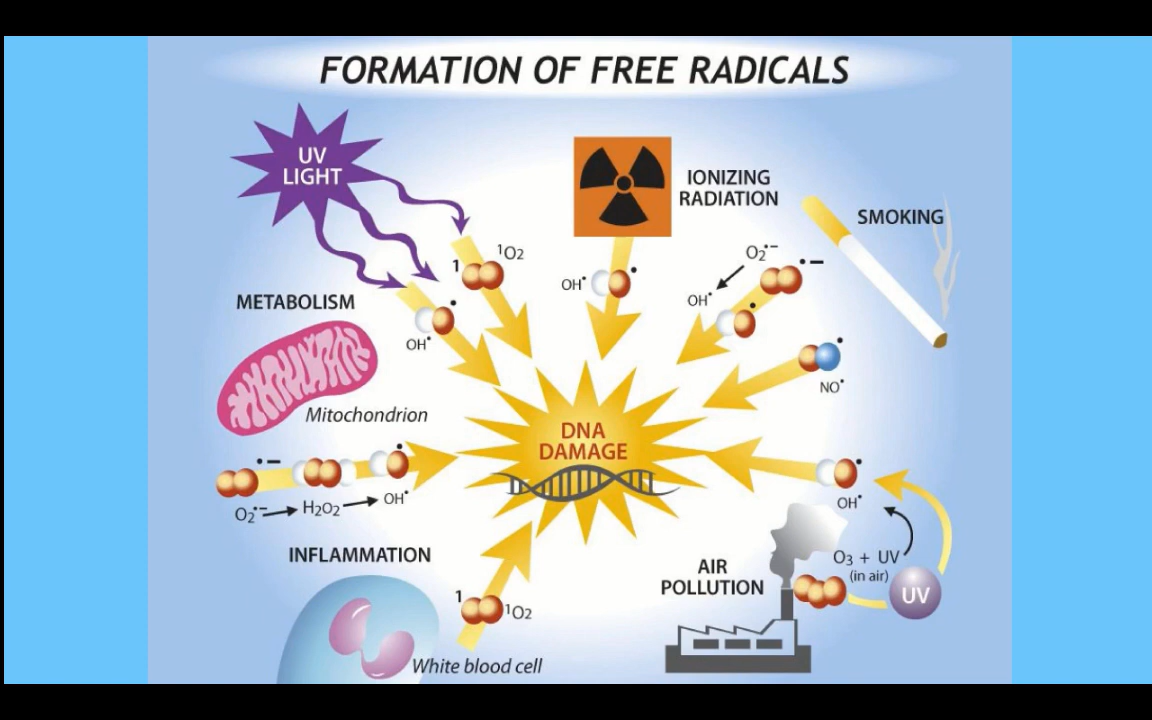 FORMATION OF FREE RADICALS
UV
LIGHT
IONIZING
RADIATION
SMOKING
1
¹O₂
OH•
O₂•−
•−
OH•
METABOLISM
OH•
NO•
Mitochondrion
DNA
DAMAGE
•−
O₂•−
H₂O₂
OH•
OH•
INFLAMMATION
AIR
POLLUTION
O₃ + UV
(in air)
UV
1
¹O₂
White blood cell